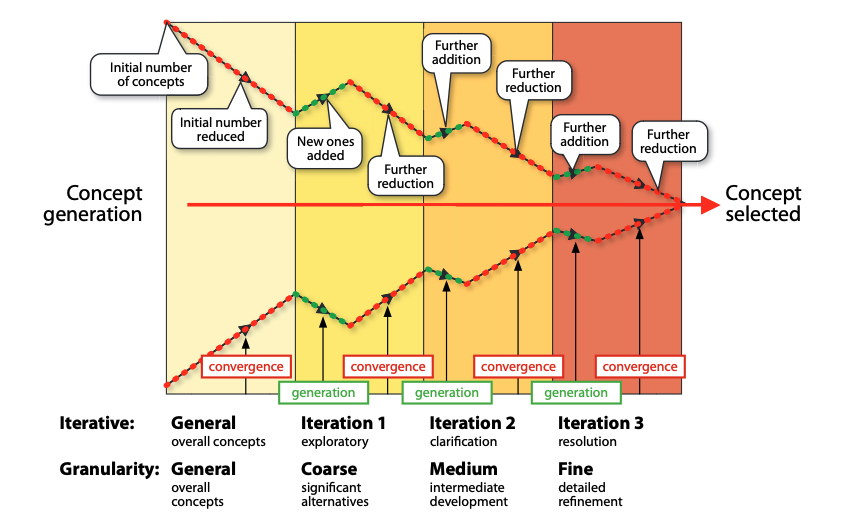 Initial number
of concepts
Initial number
reduced
New ones
added
Further
reduction
Further
addition
Further
reduction
Further
addition
Further
reduction
Concept
generation
Concept
selected
convergence
convergence
convergence
convergence
generation
generation
generation
Iterative:
General
overall concepts
Iteration 1
exploratory
Iteration 2
clarification
Iteration 3
resolution
Granularity:
General
overall
concepts
Coarse
significant
alternatives
Medium
intermediate
development
Fine
detailed
refinement